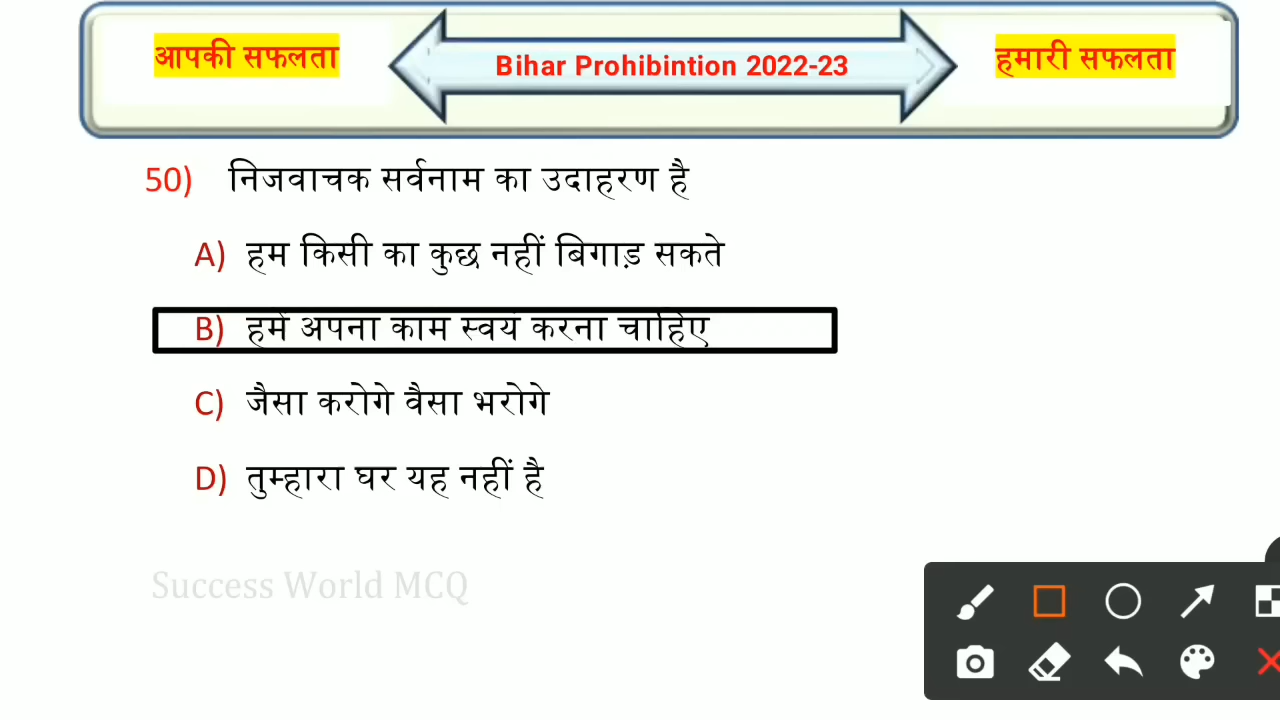 आपकी सफलता
Bihar Prohibintion 2022-23
हमारी सफलता
50) निजवाचक सर्वनाम का उदाहरण है
A) हम किसी का कुछ नहीं बिगाड़ सकते
B) हमें अपना काम स्वयं करना चाहिए
C) जैसा करोगे वैसा भरोगे
D) तुम्हारा घर यह नहीं है
Success World MCQ